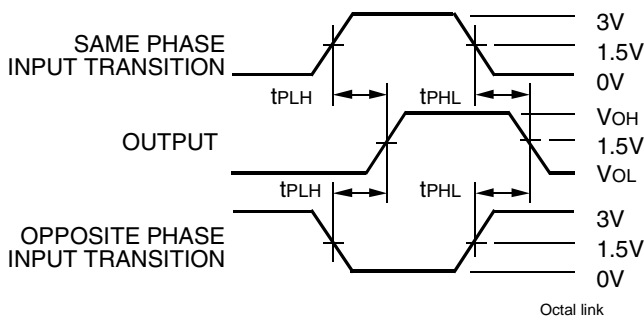 3V
SAME PHASE
INPUT TRANSITION
1.5V
0V
tPLH
tPHL
VOH
OUTPUT
1.5V
VOL
tPLH
tPHL
3V
OPPOSITE PHASE
INPUT TRANSITION
1.5V
0V
Octal link